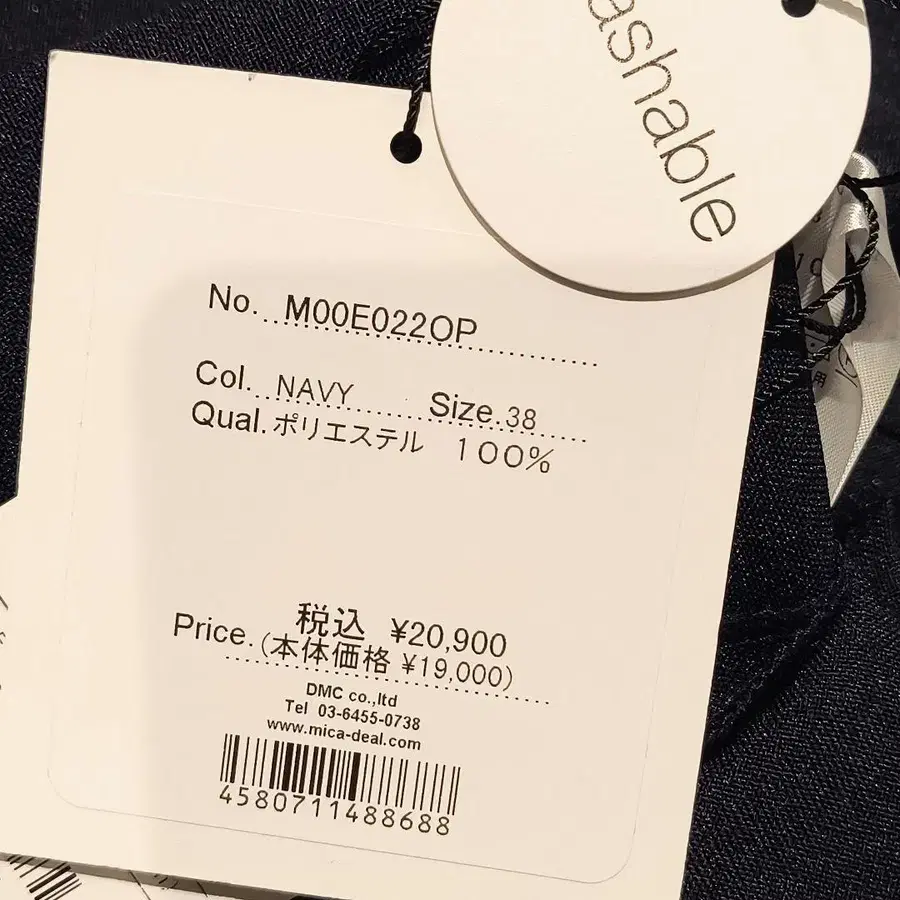 ashable
No. M00E022OP
Col. NAVY Size.38
Qual.ポリエステル 100%
税込 ¥20,900
Price.(本体価格 ¥19,000)
DMC co.,ltd
Tel 03-6455-0738
www.mica-deal.com
4580711488688